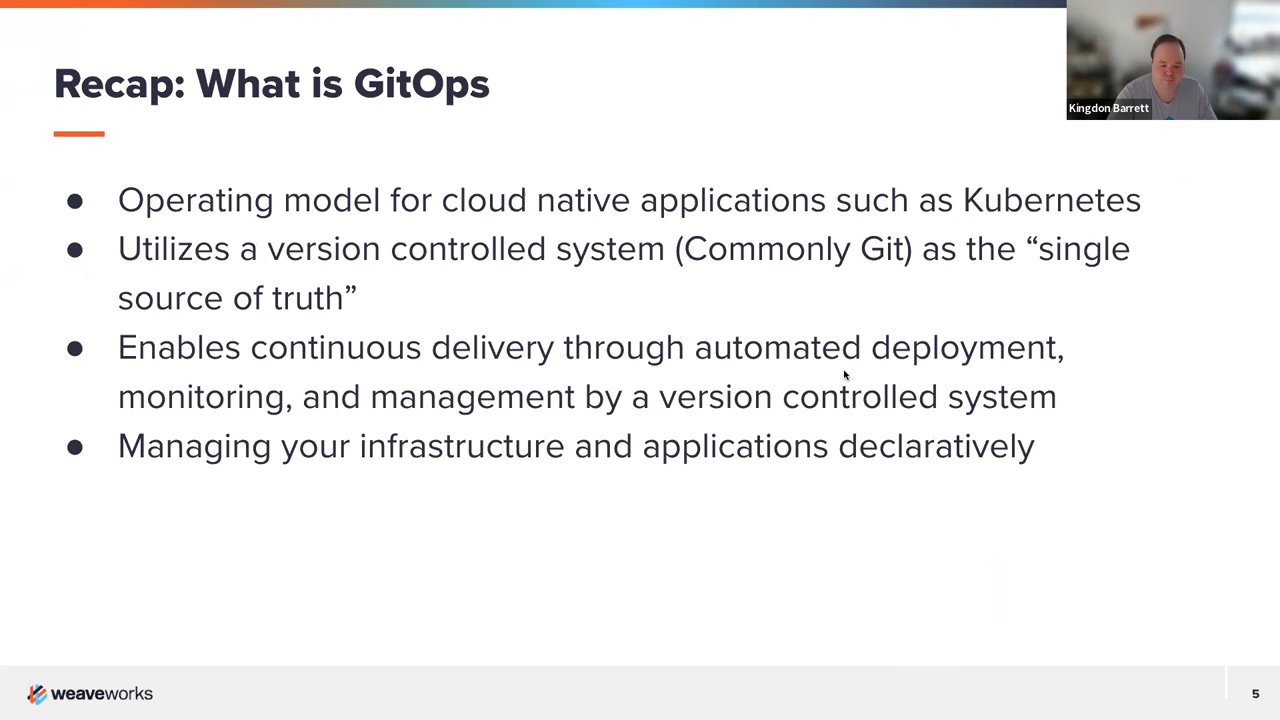 Recap: What is GitOps
Kingdon Barrett
● Operating model for cloud native applications such as Kubernetes
● Utilizes a version controlled system (Commonly Git) as the “single
source of truth”
● Enables continuous delivery through automated deployment,
monitoring, and management by a version controlled system
● Managing your infrastructure and applications declaratively
weaveworks
5